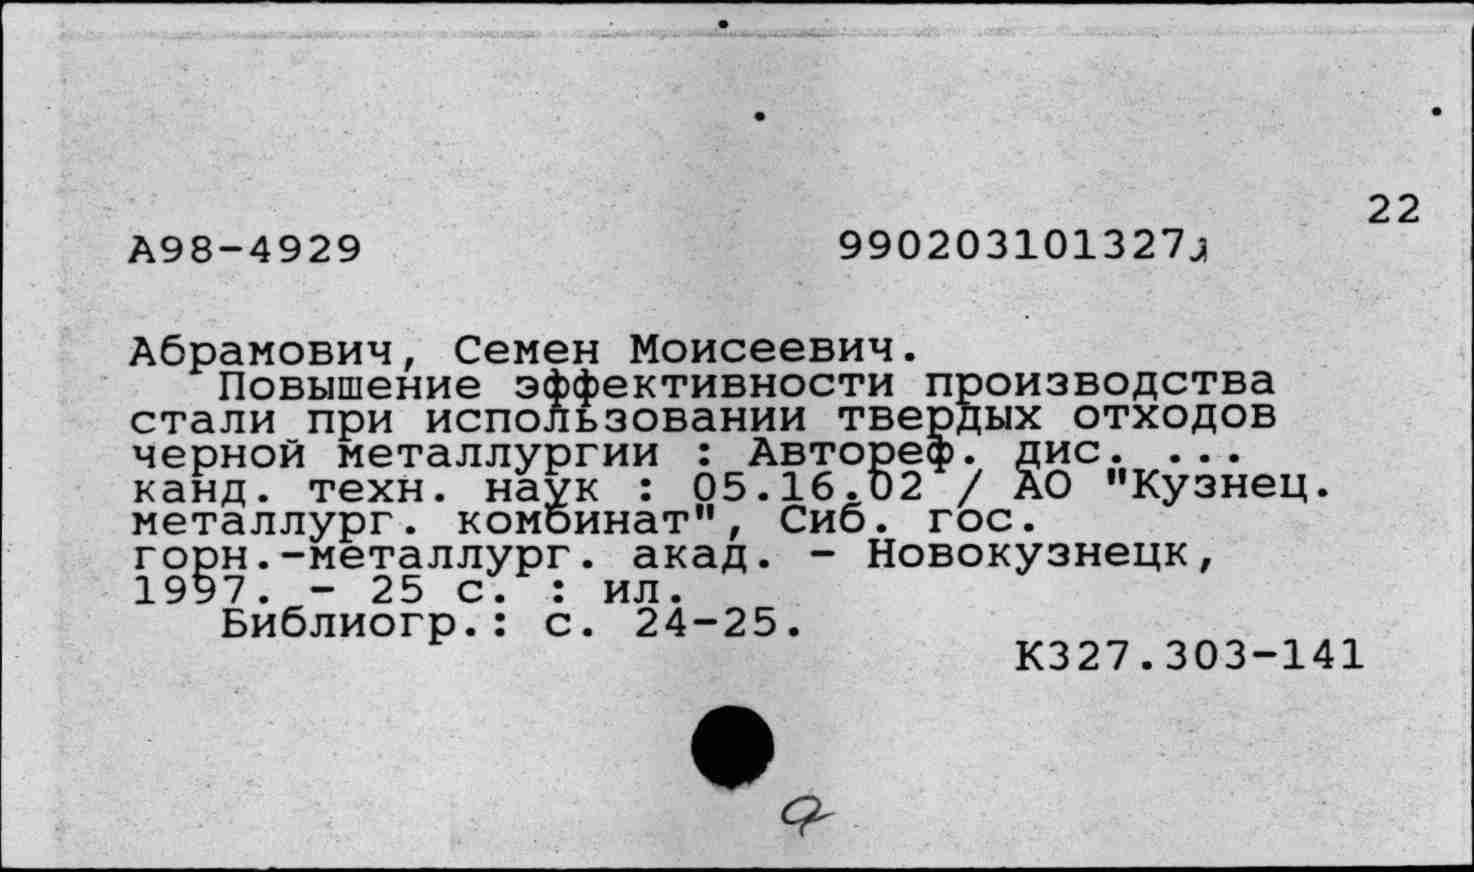 22
А98-4929 990203101327д
Абрамович, Семен Моисеевич.
Повышение эффективности производства
стали при использовании твердых отходов
черной металлургии : Автореф. дис. ...
канд. техн. наук : 05.16.02 / АО "Кузнец.
металлург. комбинат", Сиб. гос.
горн.-металлург. акад. - Новокузнецк,
1997. - 25 с. : ил.
Библиогр.: с. 24-25.
К327.303-141